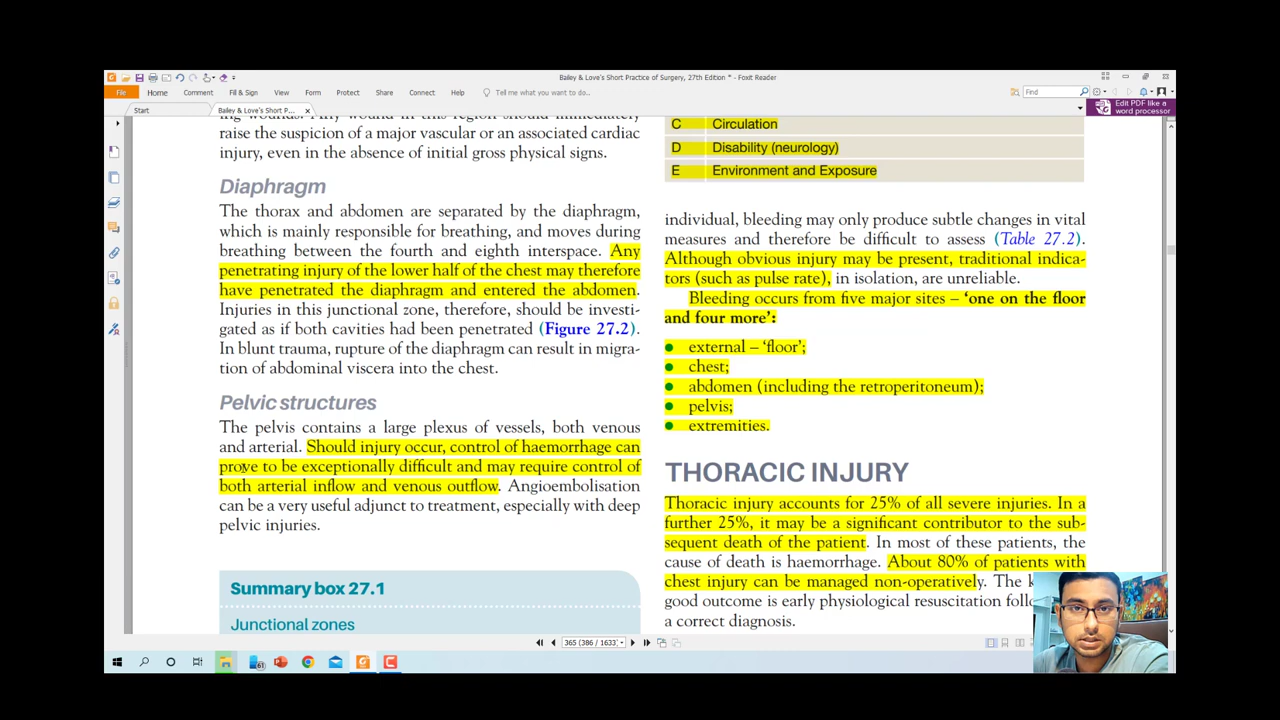 Bailey & Love's Short Practice of Surgery, 27th Edition * - Foxit Reader
File
Home
Comment
Fill & Sign
View
Form
Protect
Share
Connect
Help
Tell me what you want to do...
Find
Start
Bailey & Love's Short P...
Edit PDF like a
word processor
ing wounds. Any wound in this region should immediately
raise the suspicion of a major vascular or an associated cardiac
injury, even in the absence of initial gross physical signs.
Diaphragm
The thorax and abdomen are separated by the diaphragm,
which is mainly responsible for breathing, and moves during
breathing between the fourth and eighth interspace. Any
penetrating injury of the lower half of the chest may therefore
have penetrated the diaphragm and entered the abdomen.
Injuries in this junctional zone, therefore, should be investi-
gated as if both cavities had been penetrated (Figure 27.2).
In blunt trauma, rupture of the diaphragm can result in migra-
tion of abdominal viscera into the chest.
Pelvic structures
The pelvis contains a large plexus of vessels, both venous
and arterial. Should injury occur, control of haemorrhage can
prove to be exceptionally difficult and may require control of
both arterial inflow and venous outflow. Angioembolisation
can be a very useful adjunct to treatment, especially with deep
pelvic injuries.
Summary box 27.1
Junctional zones
C Circulation
D Disability (neurology)
E Environment and Exposure
individual, bleeding may only produce subtle changes in vital
measures and therefore be difficult to assess (Table 27.2).
Although obvious injury may be present, traditional indica-
tors (such as pulse rate), in isolation, are unreliable.
Bleeding occurs from five major sites – 'one on the floor
and four more':
● external – 'floor';
● chest;
● abdomen (including the retroperitoneum);
● pelvis;
● extremities.
THORACIC INJURY
Thoracic injury accounts for 25% of all severe injuries. In a
further 25%, it may be a significant contributor to the sub-
sequent death of the patient. In most of these patients, the
cause of death is haemorrhage. About 80% of patients with
chest injury can be managed non-operatively. The
good outcome is early physiological resuscitation
a correct diagnosis.
365 (386 / 1633)
61